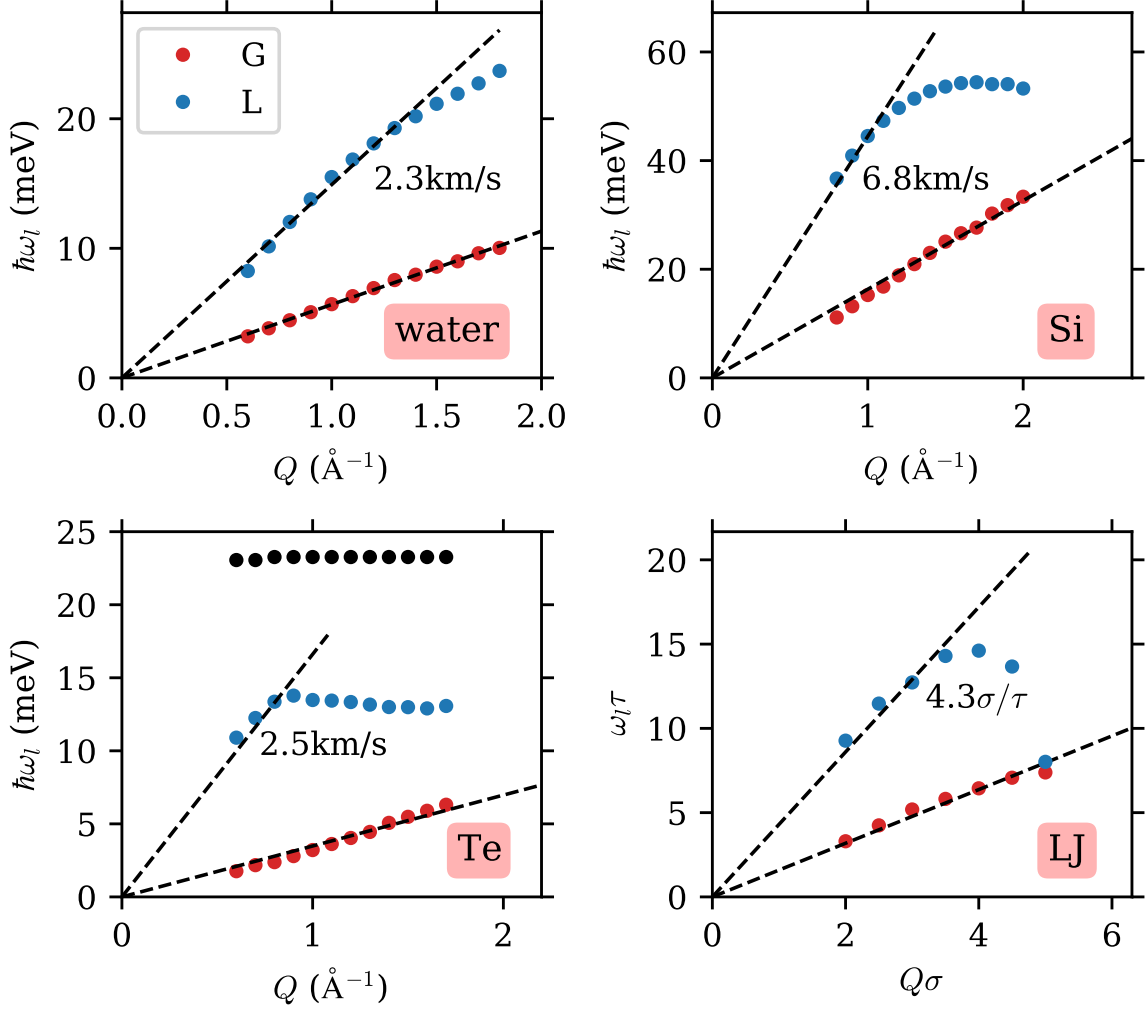 G
L
20
10
0
ħω_l (meV)
2.3km/s
water
0.0 0.5 1.0 1.5 2.0
Q (Å⁻¹)
60
40
20
0
ħω_l (meV)
6.8km/s
Si
0 1 2
Q (Å⁻¹)
25
20
15
10
5
0
ħω_l (meV)
2.5km/s
Te
0 1 2
Q (Å⁻¹)
20
15
10
5
0
ω_lτ
4.3σ/τ
LJ
0 2 4 6
Qσ